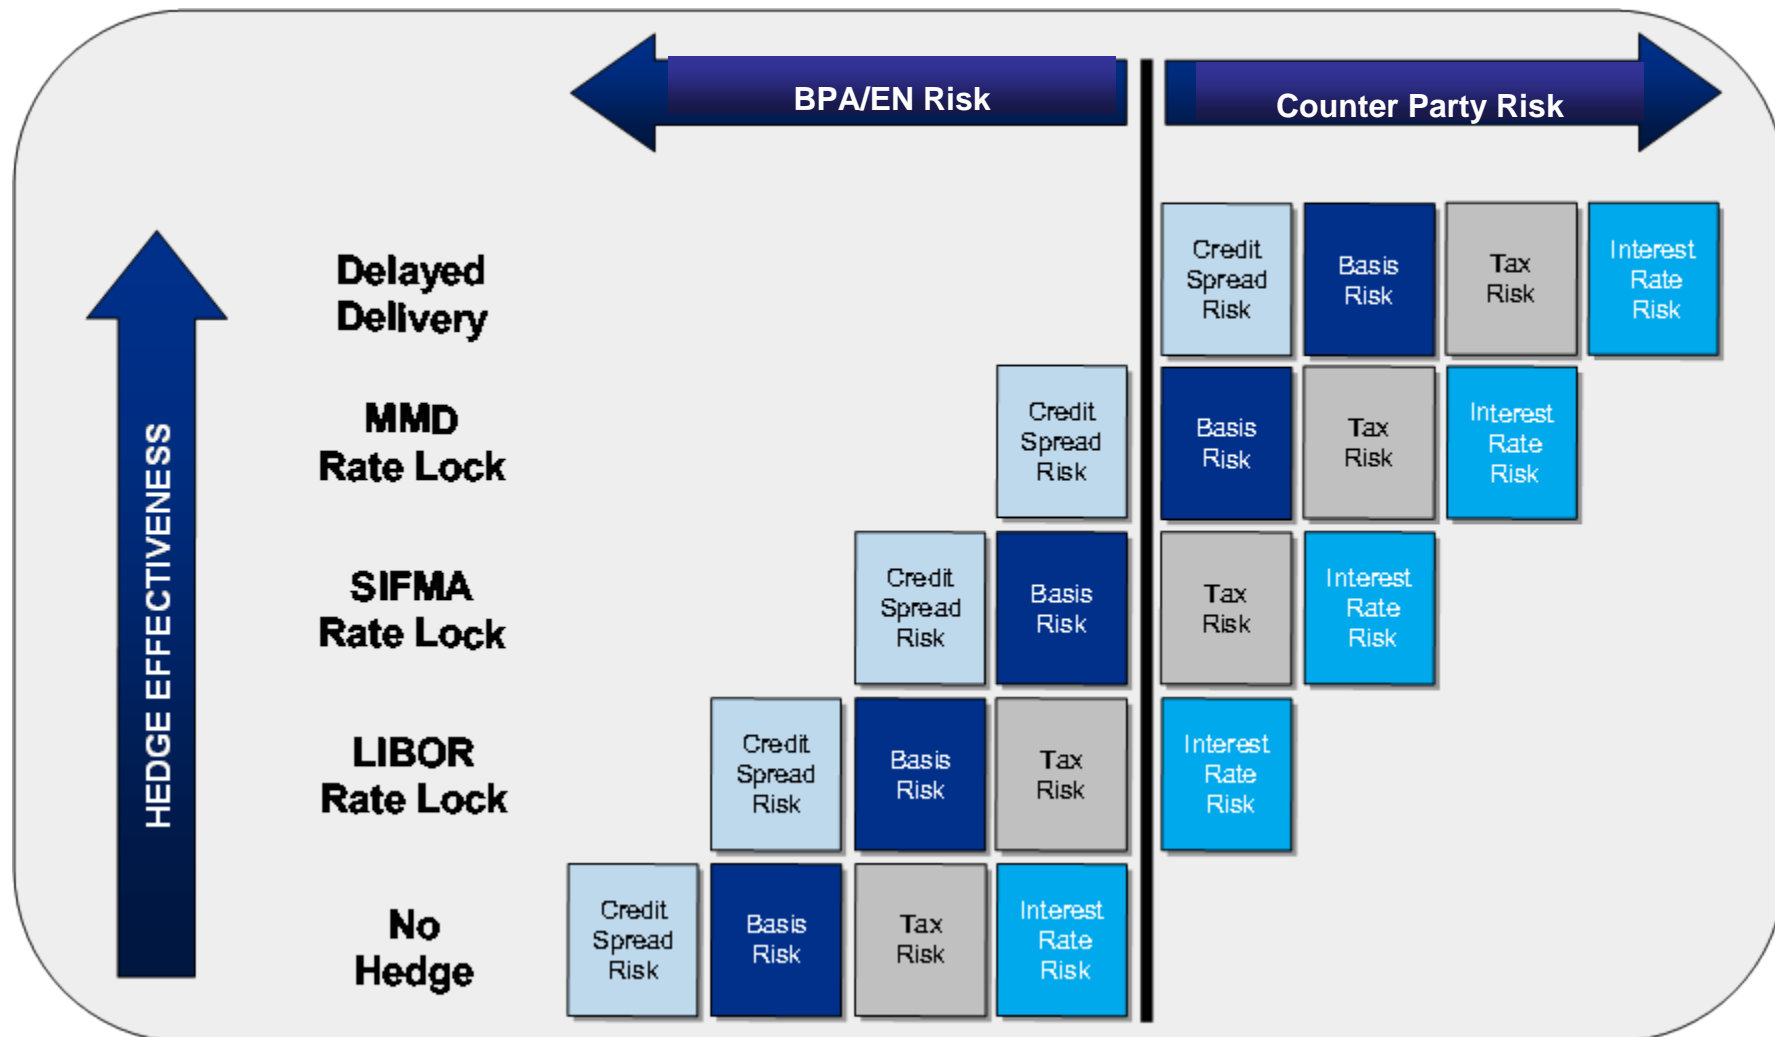 BPA/EN Risk
Counter Party Risk
HEDGE EFFECTIVENESS
Delayed
Delivery
Credit
Spread
Risk
Basis
Risk
Tax
Risk
Interest
Rate
Risk
MMD
Rate Lock
Credit
Spread
Risk
Basis
Risk
Tax
Risk
Interest
Rate
Risk
SIFMA
Rate Lock
Credit
Spread
Risk
Basis
Risk
Tax
Risk
Interest
Rate
Risk
LIBOR
Rate Lock
Credit
Spread
Risk
Basis
Risk
Tax
Risk
Interest
Rate
Risk
No
Hedge
Credit
Spread
Risk
Basis
Risk
Tax
Risk
Interest
Rate
Risk